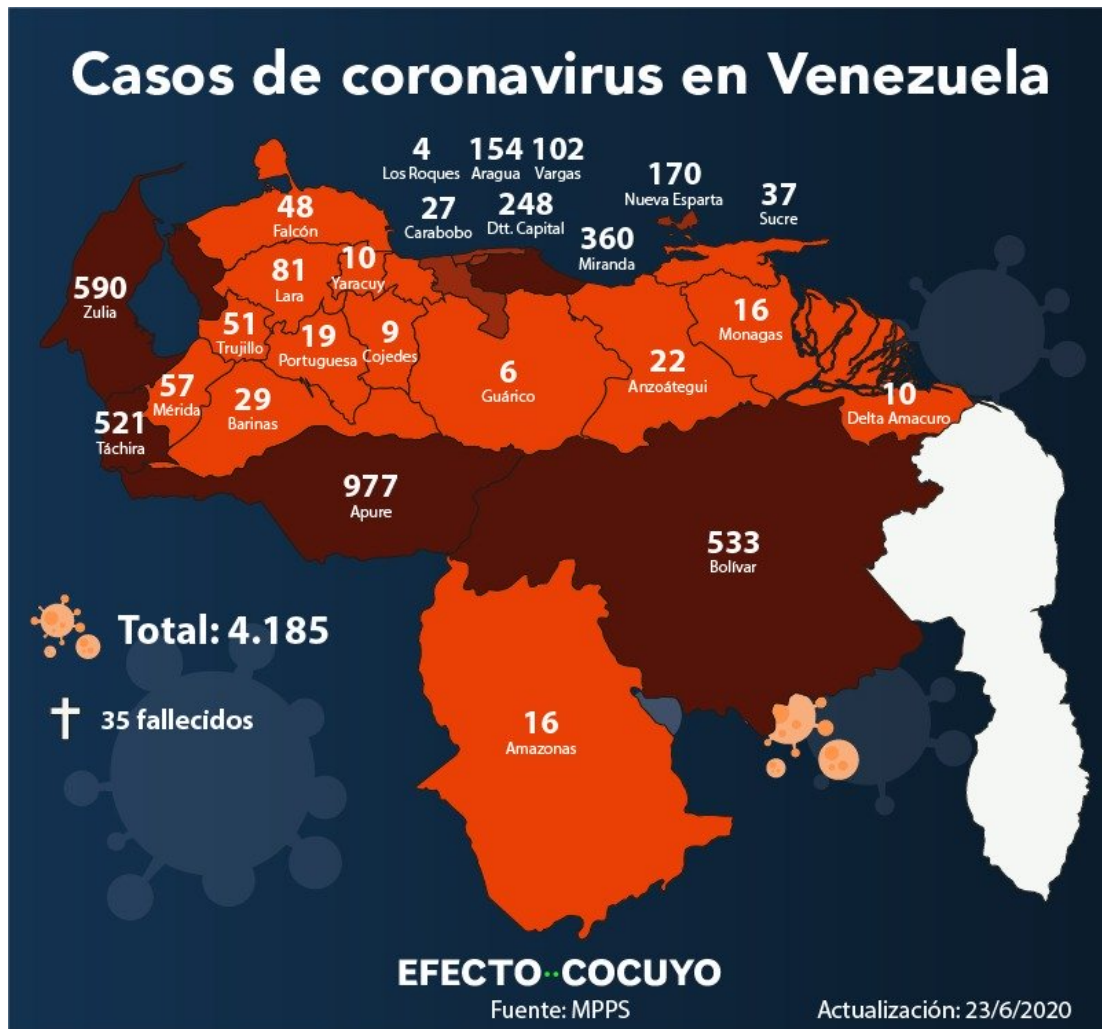 Casos de coronavirus en Venezuela
4
Los Roques
154
Aragua
102
Vargas
170
Nueva Esparta
37
Sucre
27
Carabobo
248
Dtt. Capital
360
Miranda
48
Falcón
590
Zulia
81
Lara
10
Yaracuy
51
Trujillo
19
Portuguesa
9
Cojedes
6
Guárico
22
Anzoátegui
16
Monagas
10
Delta Amacuro
57
Mérida
29
Barinas
521
Táchira
977
Apure
533
Bolívar
16
Amazonas
Total: 4.185
35 fallecidos
EFECTO··COCUYO
Fuente: MPPS
Actualización: 23/6/2020